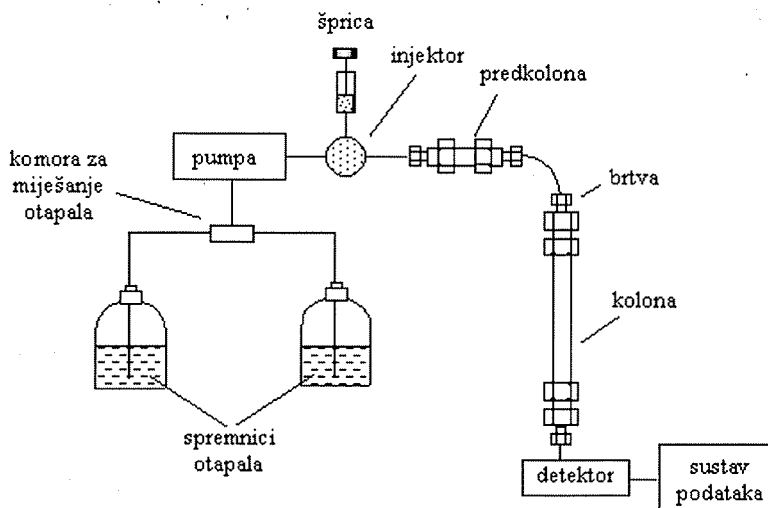 šprica
injektor
predkolona
pumpa
komora za
miješanje
otapala
brtva
kolona
spremnici
otapala
detektor
sustav
podataka